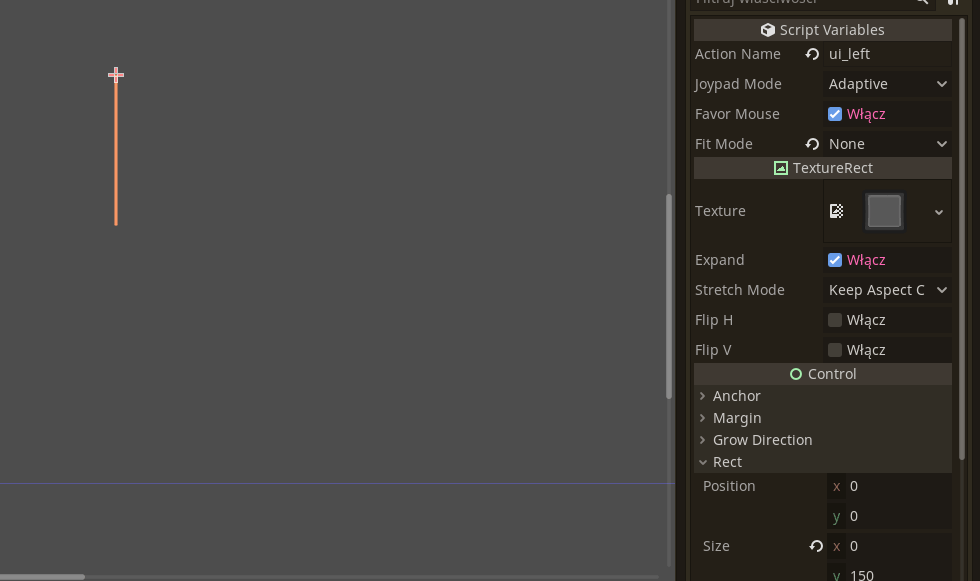 Filtruj właściwości
Script Variables
Action Name ui_left
Joypad Mode Adaptive
Favor Mouse Włącz
Fit Mode None
TextureRect
Texture
Expand Włącz
Stretch Mode Keep Aspect C
Flip H Włącz
Flip V Włącz
Control
Anchor
Margin
Grow Direction
Rect
Position x 0
y 0
Size x 0
y 150